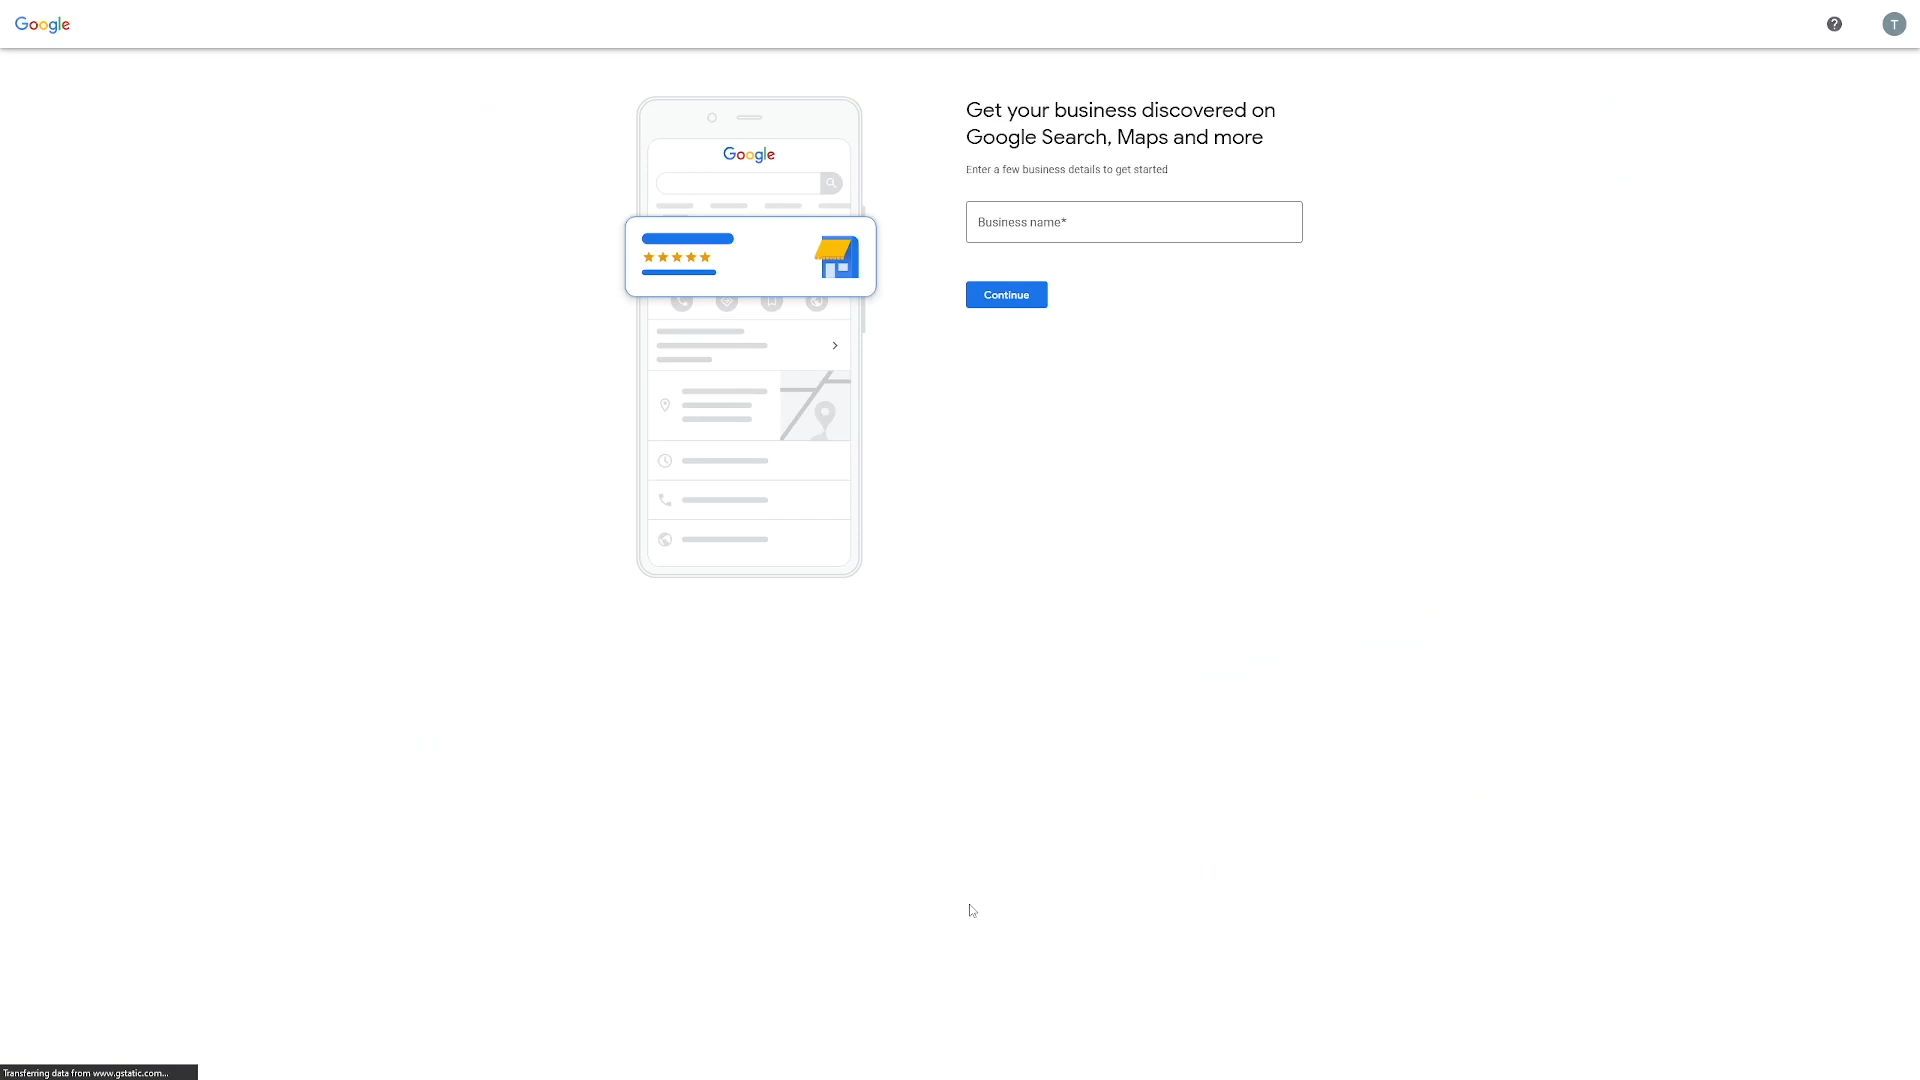 Google
T
Google
Get your business discovered on
Google Search, Maps and more
Enter a few business details to get started
Business name*
Continue
Transferring data from www.gstatic.com...